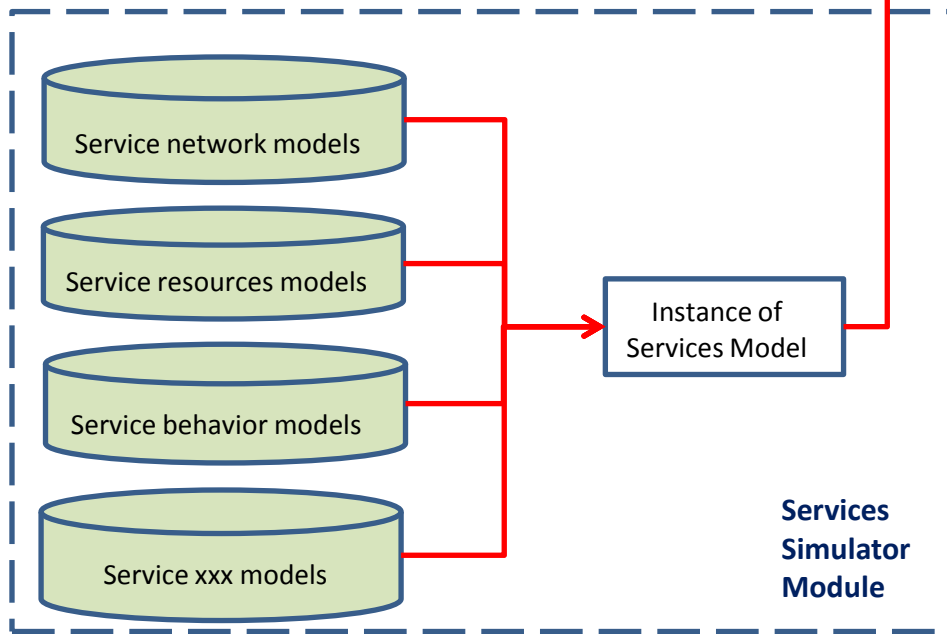 Service network models
Service resources models
Instance of
Services Model
Service behavior models
Service xxx models
Services
Simulator
Module